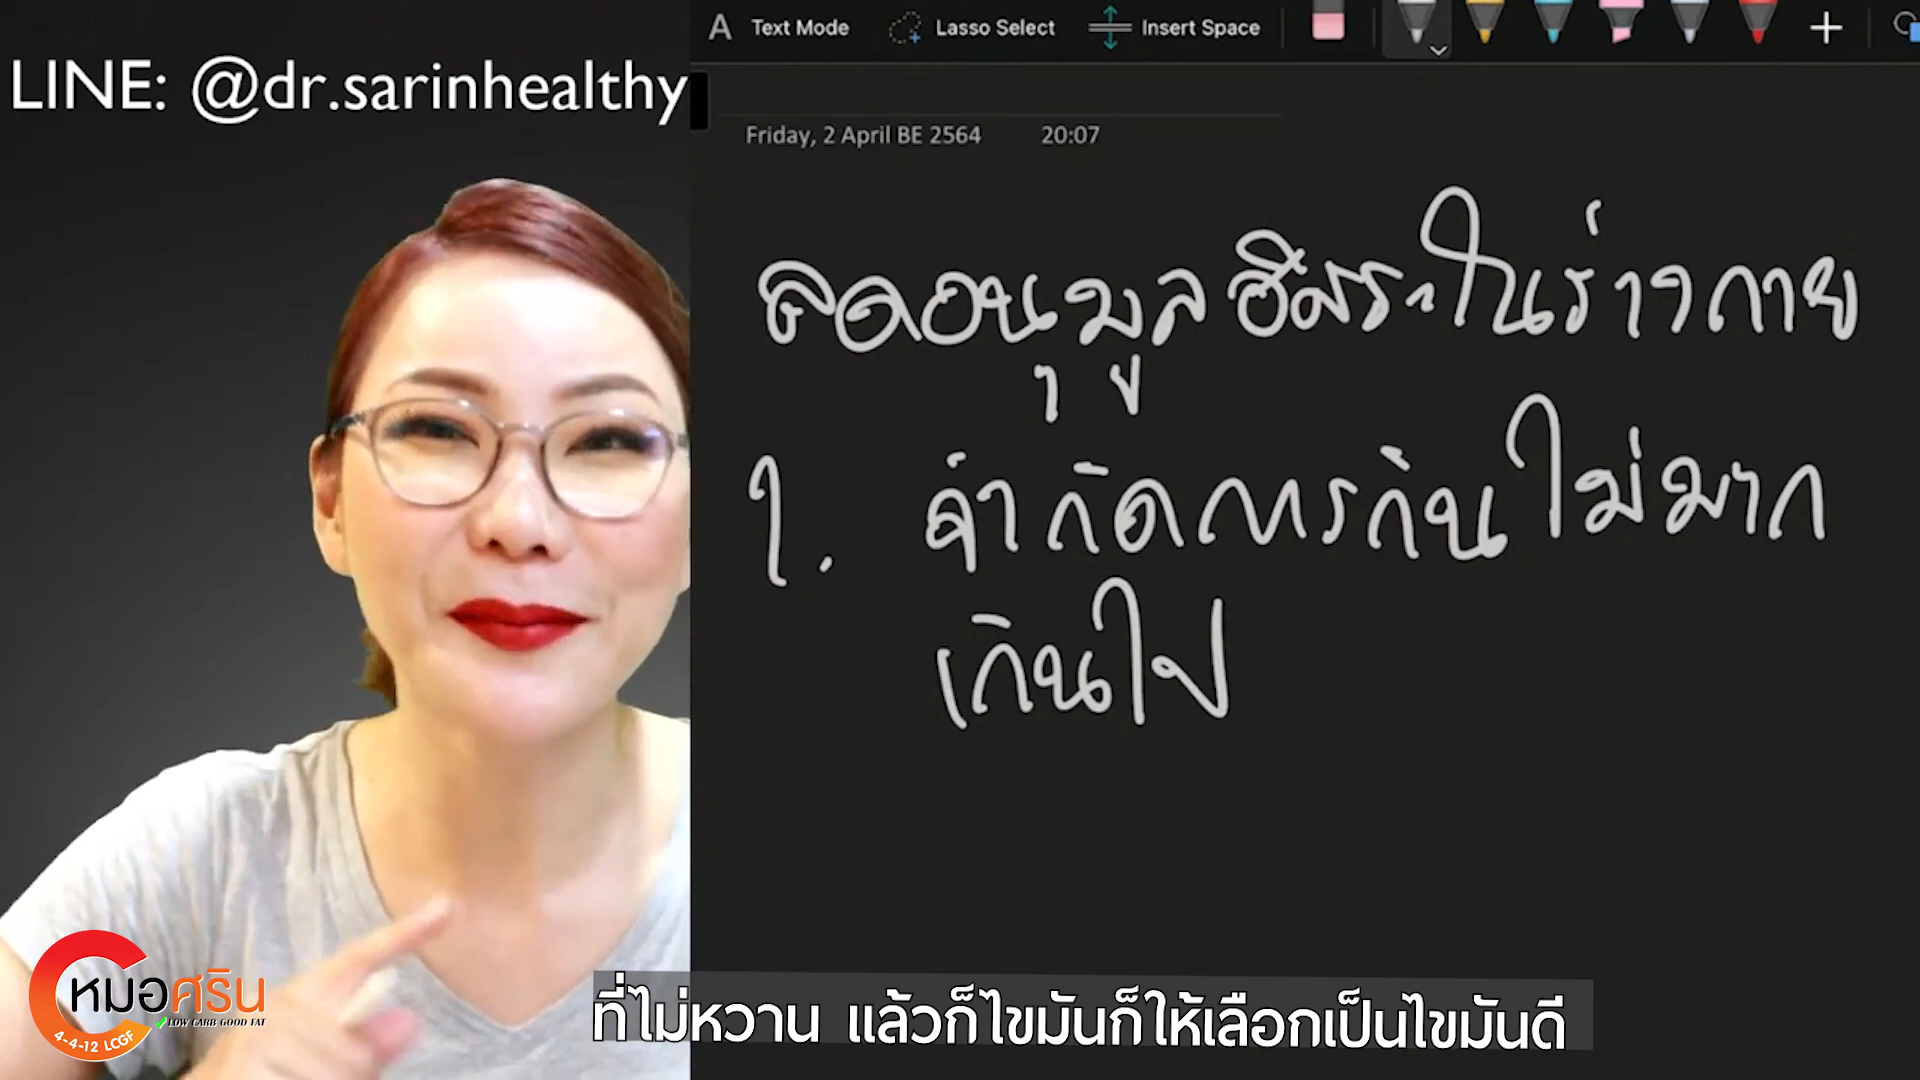 LINE: @dr.sarinhealthy
Text Mode Lasso Select Insert Space
Friday, 2 April BE 2564 20:07
ลดอนุมูลอิสระในร่างกาย
1. จำกัดการกินไม่มาก
เกินไป
หมอศริน
LOW CARB GOOD FAT
4-4-12 LCGF
ที่ไม่หวาน แล้วก็ไขมันก็ให้เลือกเป็นไขมันดี